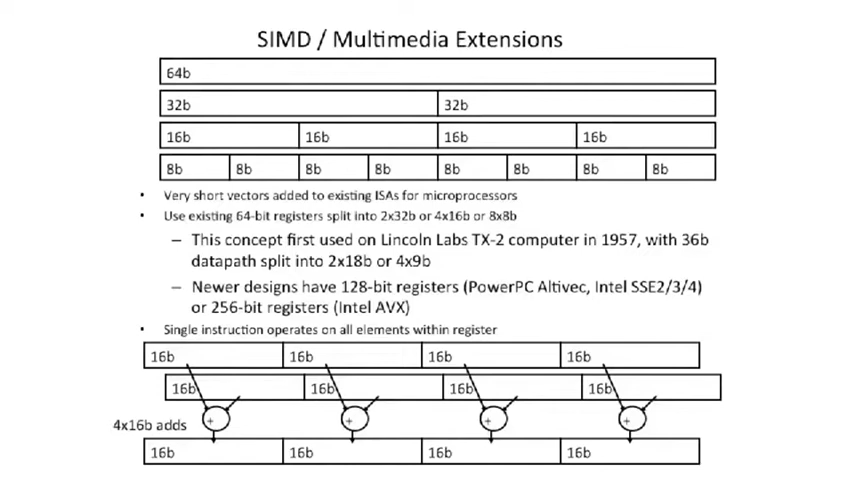 SIMD / Multimedia Extensions
64b
32b 32b
16b 16b 16b 16b
8b 8b 8b 8b 8b 8b 8b 8b
• Very short vectors added to existing ISAs for microprocessors
• Use existing 64-bit registers split into 2x32b or 4x16b or 8x8b
– This concept first used on Lincoln Labs TX-2 computer in 1957, with 36b
datapath split into 2x18b or 4x9b
– Newer designs have 128-bit registers (PowerPC Altivec, Intel SSE2/3/4)
or 256-bit registers (Intel AVX)
• Single instruction operates on all elements within register
16b 16b 16b 16b
16b 16b 16b 16b
+ + + +
4x16b adds
16b 16b 16b 16b